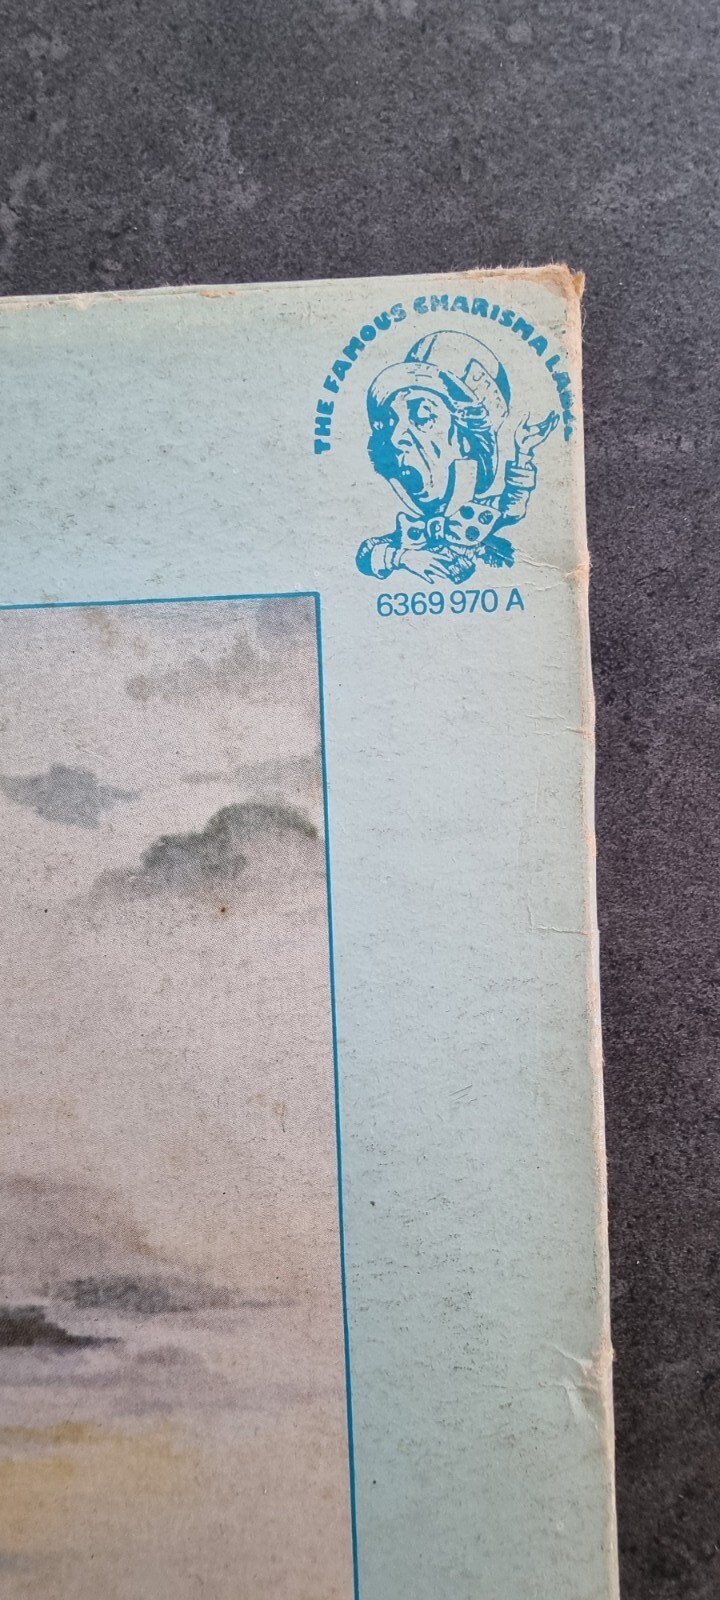 THE FAMOUS CHARISMA LABEL
6369 970 A